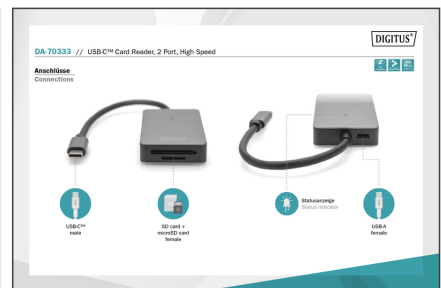 DIGITUS®
DA-70333 // USB-C™ Card Reader, 2 Port, High Speed
Anschlüsse
Connections
USB-C™
male
SD card +
microSD card
female
Statusanzeige
Status indicator
USB-A
female